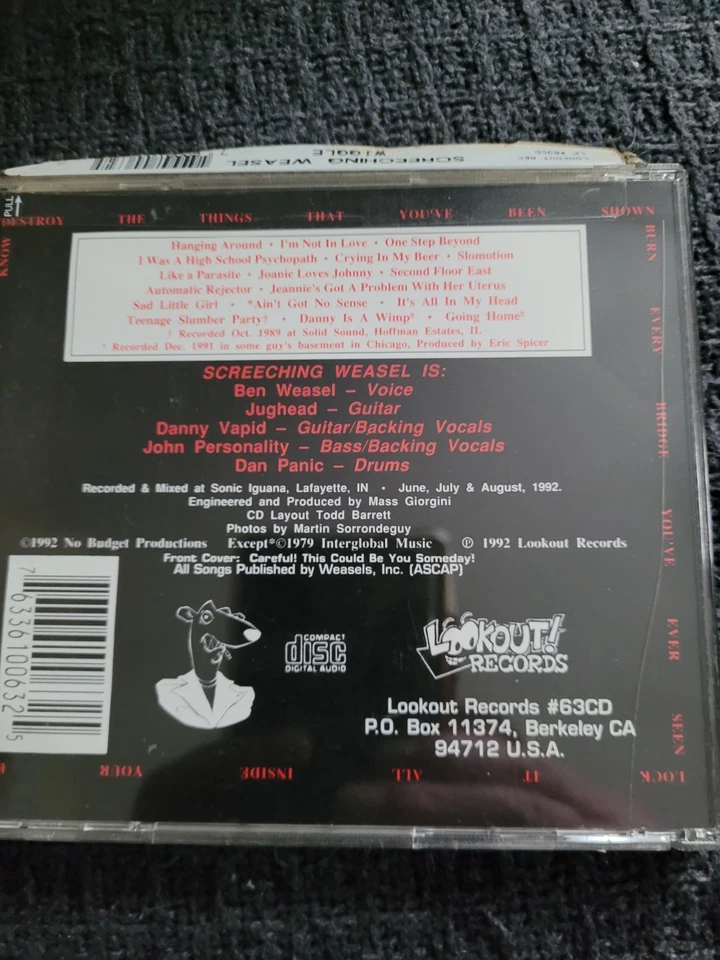 LOOKOUT REC
LK #63CD
SCREECHING WEASEL
WIGGLE
PULL
DESTROY THE THINGS THAT YOU'VE BEEN SHOWN
BURN EVERY BRIDGE YOU'VE EVER SEEN
LOCK IT ALL INSIDE YOUR
KNOW
Hanging Around • I'm Not In Love • One Step Beyond
I Was A High School Psychopath • Crying In My Beer • Slomotion
Like a Parasite • Joanie Loves Johnny • Second Floor East
Automatic Rejector • Jeannie's Got A Problem With Her Uterus
Sad Little Girl • *Ain't Got No Sense • It's All In My Head
Teenage Slumber Party† • Danny Is A Wimp° • Going Home°
† Recorded Oct. 1989 at Solid Sound, Hoffman Estates, IL
† Recorded Dec. 1991 in some guy's basement in Chicago, Produced by Eric Spicer
SCREECHING WEASEL IS:
Ben Weasel – Voice
Jughead – Guitar
Danny Vapid – Guitar/Backing Vocals
John Personality – Bass/Backing Vocals
Dan Panic – Drums
Recorded & Mixed at Sonic Iguana, Lafayette, IN • June, July & August, 1992.
Engineered and Produced by Mass Giorgini
CD Layout Todd Barrett
Photos by Martin Sorrondeguy
©1992 No Budget Productions Except*©1979 Interglobal Music ℗ 1992 Lookout Records
Front Cover: Careful! This Could Be You Someday!
All Songs Published by Weasels, Inc. (ASCAP)
7 63361 00632 5
COMPACT
disc
DIGITAL AUDIO
LOOKOUT!
RECORDS
Lookout Records #63CD
P.O. Box 11374, Berkeley CA
94712 U.S.A.